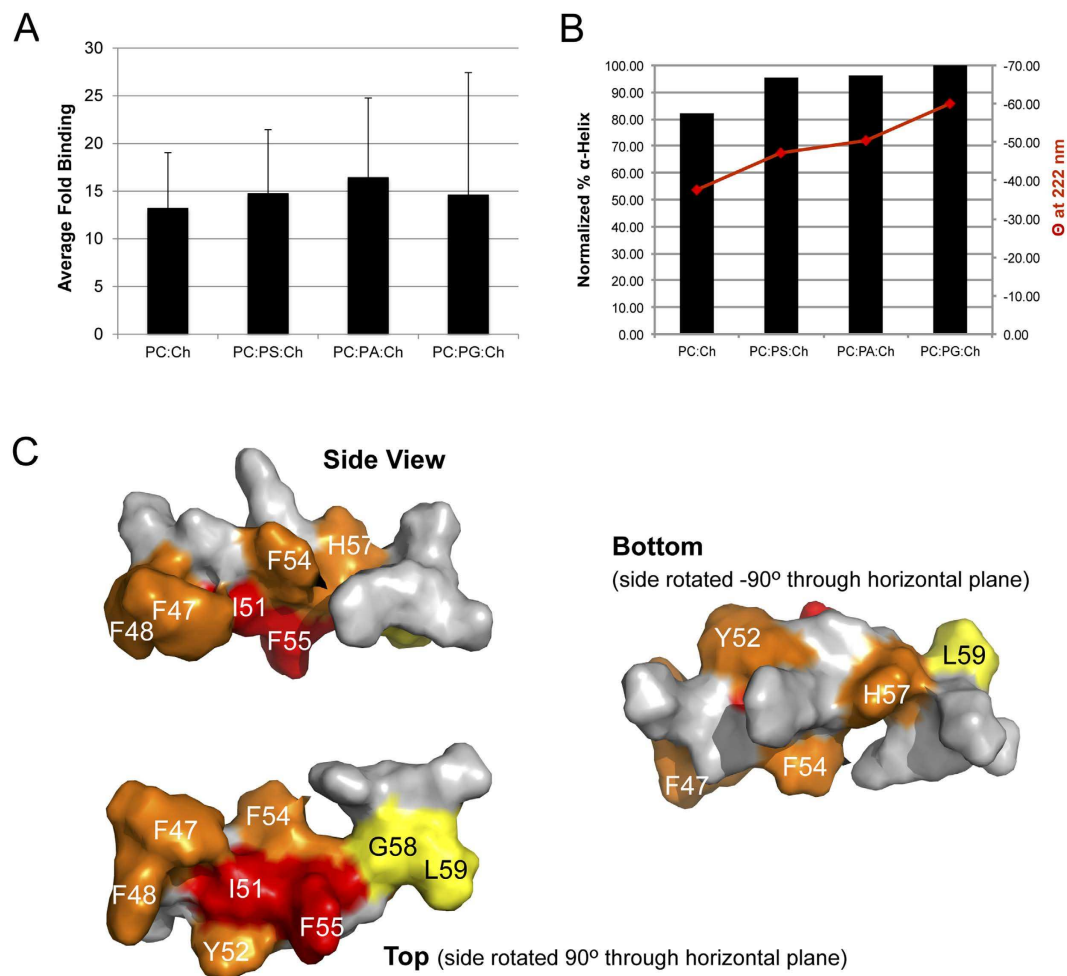 A
30
25
20
15
10
5
0
Average Fold Binding
PC:Ch PC:PS:Ch PC:PA:Ch PC:PG:Ch
B
100.00
90.00
80.00
70.00
60.00
50.00
40.00
30.00
20.00
10.00
0.00
Normalized % α-Helix
-70.00
-60.00
-50.00
-40.00
-30.00
-20.00
-10.00
0.00
Θ at 222 nm
PC:Ch PC:PS:Ch PC:PA:Ch PC:PG:Ch
C
Side View
F54 H57
F48 F47 I51 F55
Bottom
(side rotated -90º through horizontal plane)
Y52 L59
H57
F47 F54
F47 F54 G58 L59
F48 I51 F55
Y52
Top (side rotated 90º through horizontal plane)